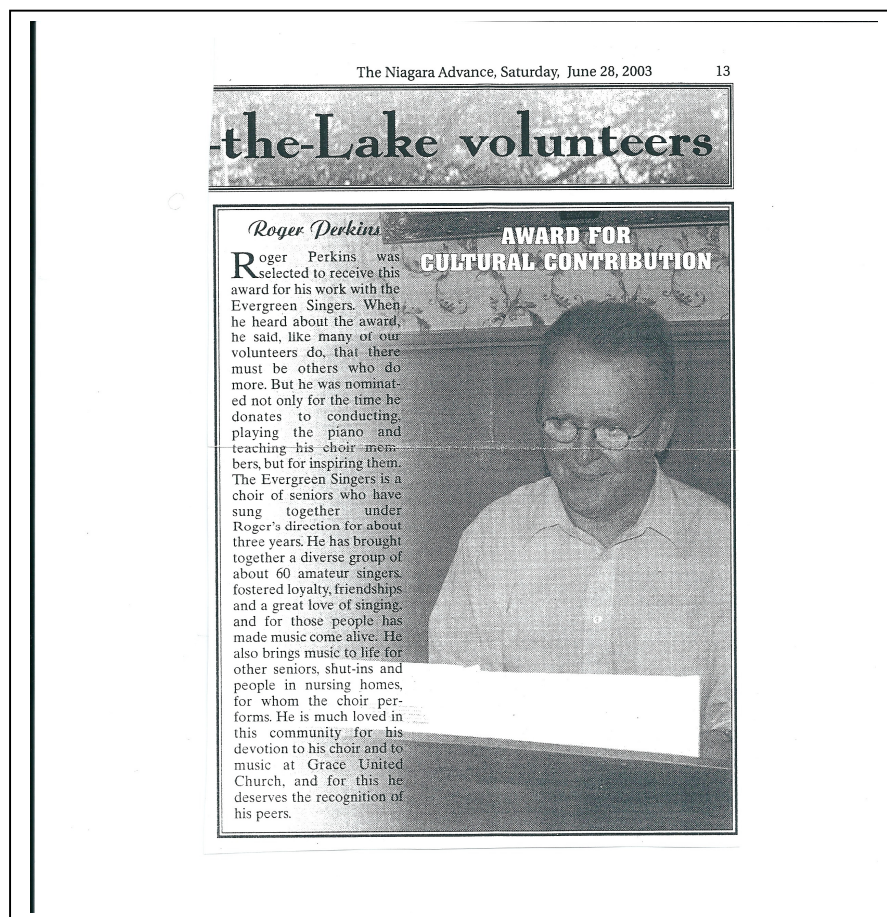 The Niagara Advance, Saturday, June 28, 2003 13
-the-Lake volunteers
Roger Perkins
AWARD FOR
CULTURAL CONTRIBUTION
Roger Perkins was
selected to receive this
award for his work with the
Evergreen Singers. When
he heard about the award,
he said, like many of our
volunteers do, that there
must be others who do
more. But he was nominat-
ed not only for the time he
donates to conducting,
playing the piano and
teaching his choir mem-
bers, but for inspiring them.
The Evergreen Singers is a
choir of seniors who have
sung together under
Roger's direction for about
three years. He has brought
together a diverse group of
about 60 amateur singers,
fostered loyalty, friendships
and a great love of singing,
and for those people has
made music come alive. He
also brings music to life for
other seniors, shut-ins and
people in nursing homes,
for whom the choir per-
forms. He is much loved in
this community for his
devotion to his choir and to
music at Grace United
Church, and for this he
deserves the recognition of
his peers.